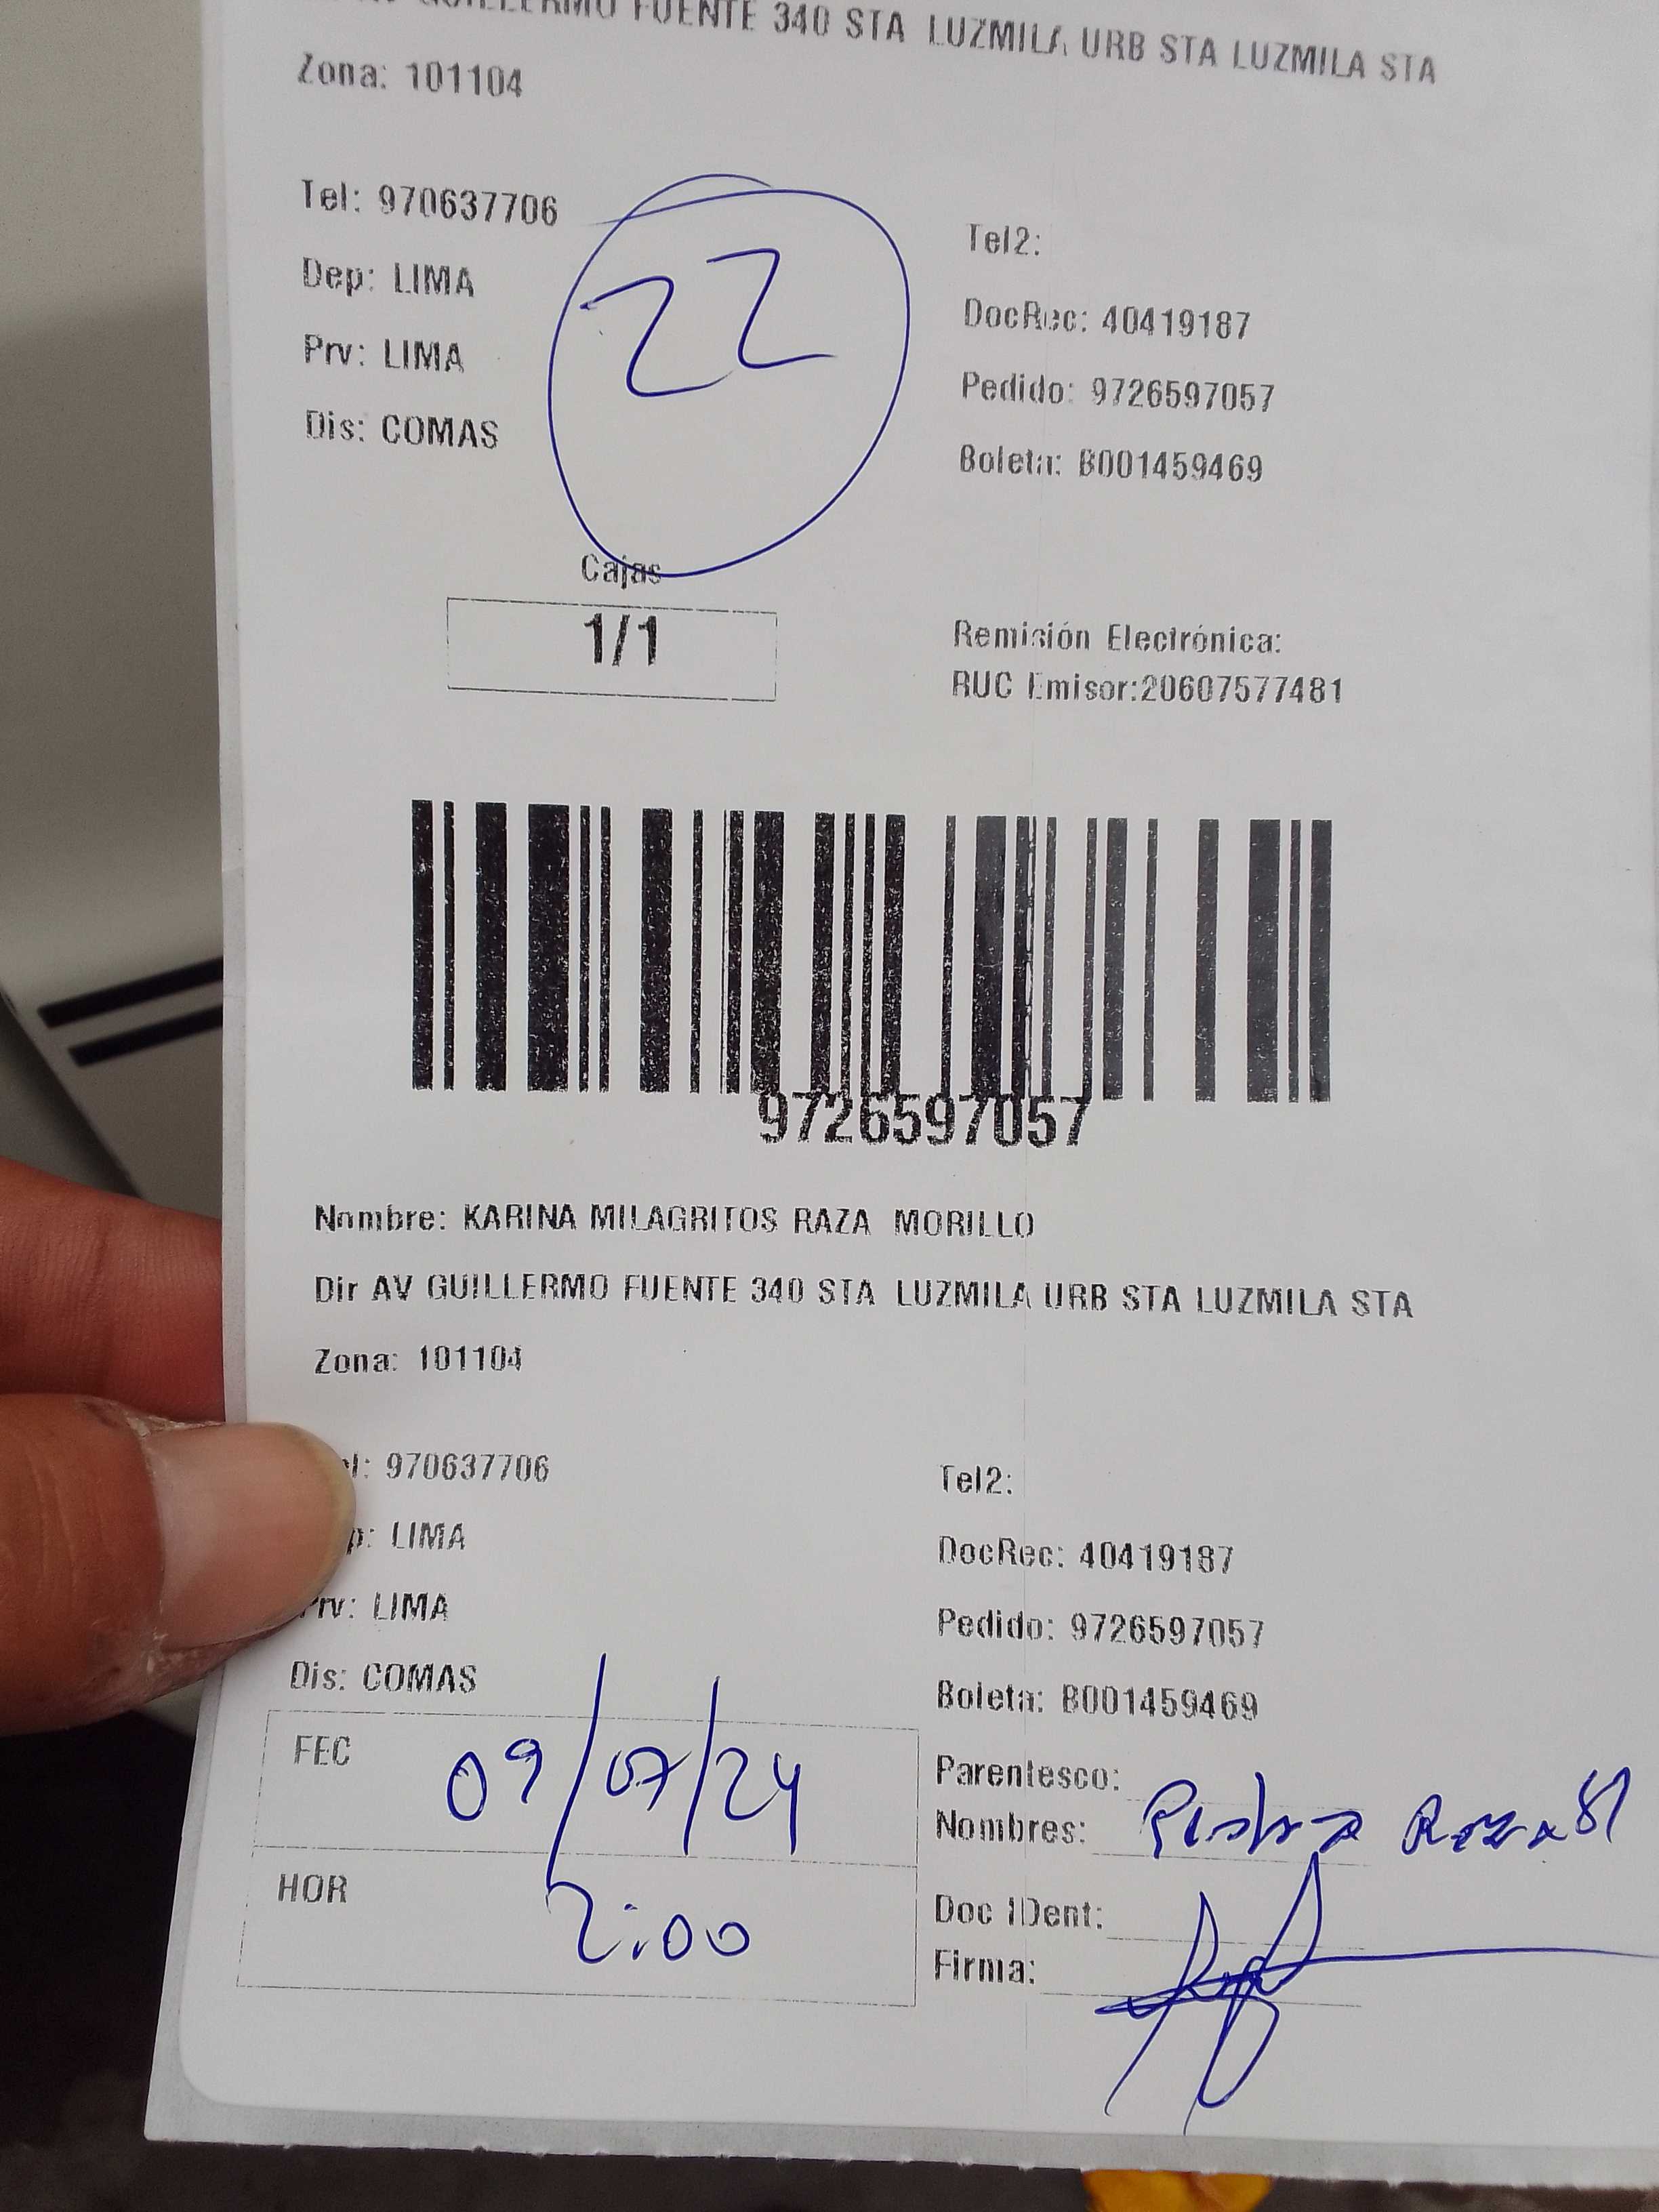 AV GUILLERMO FUENTE 340 STA LUZMILA URB STA LUZMILA STA
Zona: 101104
Tel: 970637706
Tel2:
22
Dep: LIMA
DocRec: 40419187
Prv: LIMA
Pedido: 9726597057
Dis: COMAS
Boleta: B001459469
Cajas
1/1
Remisión Electrónica:
RUC Emisor:20607577481
9726597057
Nombre: KARINA MILAGRITOS RAZA MORILLO
Dir AV GUILLERMO FUENTE 340 STA LUZMILA URB STA LUZMILA STA
Zona: 101104
970637706
Tel2:
LIMA
DocRec: 40419187
Prv: LIMA
Pedido: 9726597057
Dis: COMAS
Boleta: B001459469
FEC 09/07/24
Parentesco:
Nombres:
HOR 2:00
Doc IDent:
Firma: